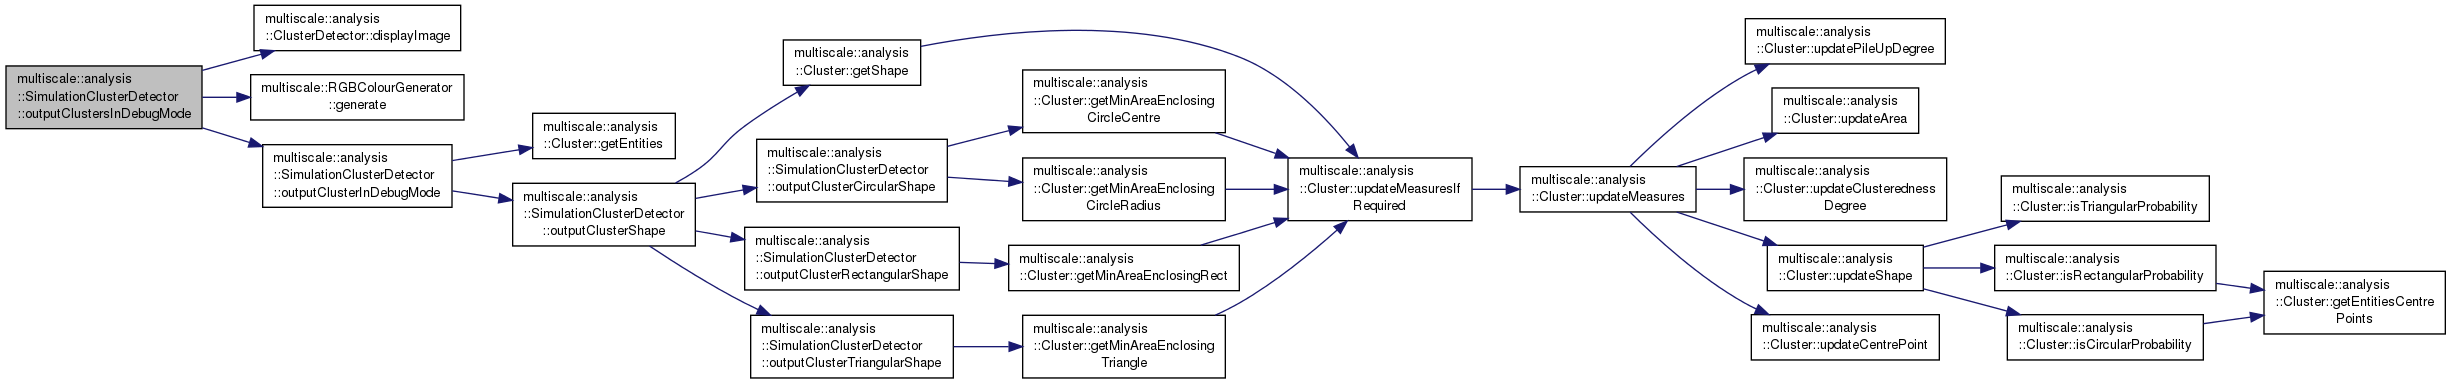 multiscale::analysis
::SimulationClusterDetector
::outputClustersInDebugMode
multiscale::analysis
::ClusterDetector::displayImage
multiscale::RGBColourGenerator
::generate
multiscale::analysis
::SimulationClusterDetector
::outputClusterInDebugMode
multiscale::analysis
::Cluster::getEntities
multiscale::analysis
::SimulationClusterDetector
::outputClusterShape
multiscale::analysis
::Cluster::getShape
multiscale::analysis
::SimulationClusterDetector
::outputClusterCircularShape
multiscale::analysis
::SimulationClusterDetector
::outputClusterRectangularShape
multiscale::analysis
::SimulationClusterDetector
::outputClusterTriangularShape
multiscale::analysis
::Cluster::getMinAreaEnclosing
CircleCentre
multiscale::analysis
::Cluster::getMinAreaEnclosing
CircleRadius
multiscale::analysis
::Cluster::getMinAreaEnclosingRect
multiscale::analysis
::Cluster::getMinAreaEnclosing
Triangle
multiscale::analysis
::Cluster::updateMeasuresIf
Required
multiscale::analysis
::Cluster::updateMeasures
multiscale::analysis
::Cluster::updatePileUpDegree
multiscale::analysis
::Cluster::updateArea
multiscale::analysis
::Cluster::updateClusteredness
Degree
multiscale::analysis
::Cluster::updateShape
multiscale::analysis
::Cluster::updateCentrePoint
multiscale::analysis
::Cluster::isTriangularProbability
multiscale::analysis
::Cluster::isRectangularProbability
multiscale::analysis
::Cluster::isCircularProbability
multiscale::analysis
::Cluster::getEntitiesCentre
Points